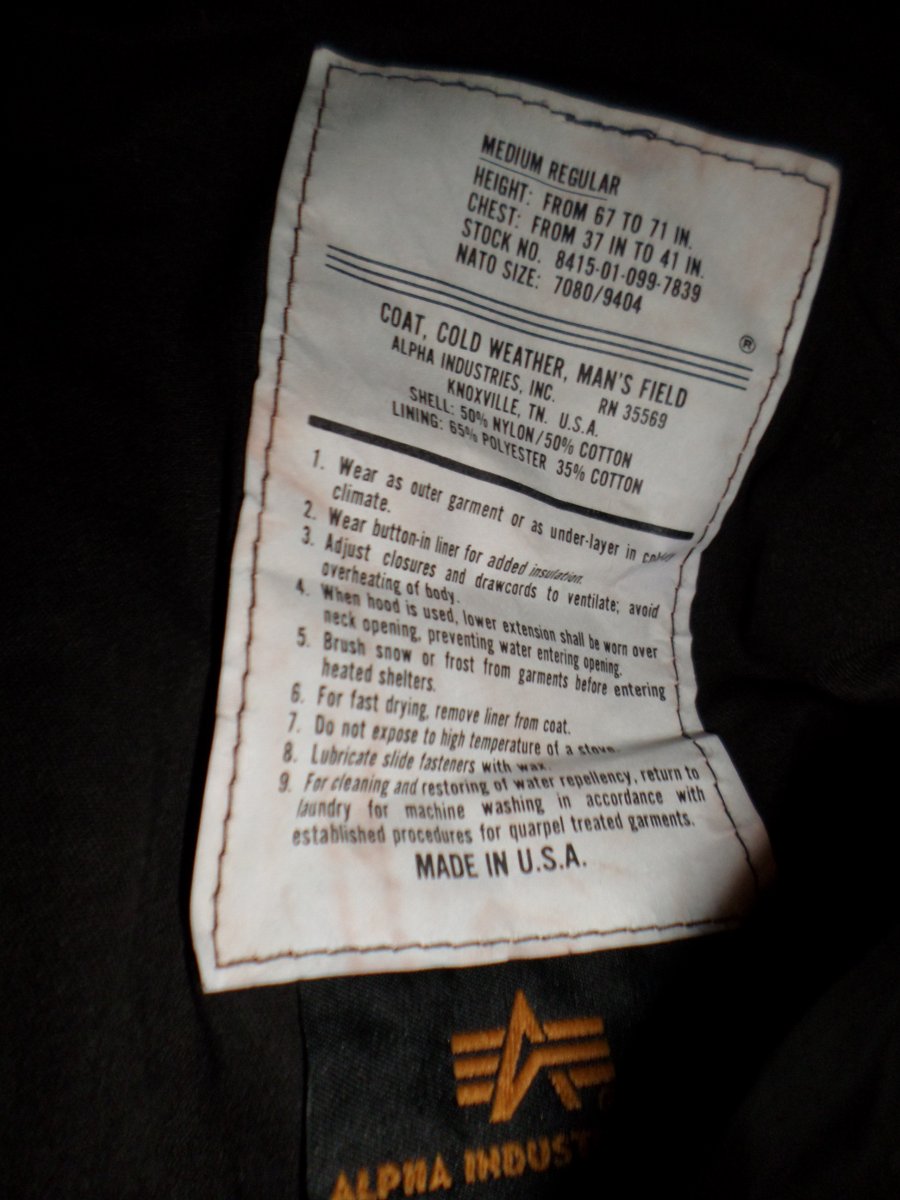 MEDIUM REGULAR
HEIGHT: FROM 67 TO 71 IN.
CHEST: FROM 37 IN TO 41 IN.
STOCK NO. 8415-01-099-7839
NATO SIZE: 7080/9404
®
COAT, COLD WEATHER, MAN'S FIELD
ALPHA INDUSTRIES, INC. RN 35569
KNOXVILLE, TN. U.S.A.
SHELL: 50% NYLON/50% COTTON
LINING: 65% POLYESTER 35% COTTON
1. Wear as outer garment or as under-layer in
climate.
2. Wear button-in liner for added insulation.
3. Adjust closures and drawcords to ventilate; avoid
overheating of body.
4. When hood is used, lower extension shall be worn over
neck opening, preventing water entering opening.
5. Brush snow or frost from garments before entering
heated shelters.
6. For fast drying, remove liner from coat.
7. Do not expose to high temperature of a stove.
8. Lubricate slide fasteners with wax.
9. For cleaning and restoring of water repellency, return to
laundry for machine washing in accordance with
established procedures for quarpel treated garments.
MADE IN U.S.A.
ALPHA INDUST